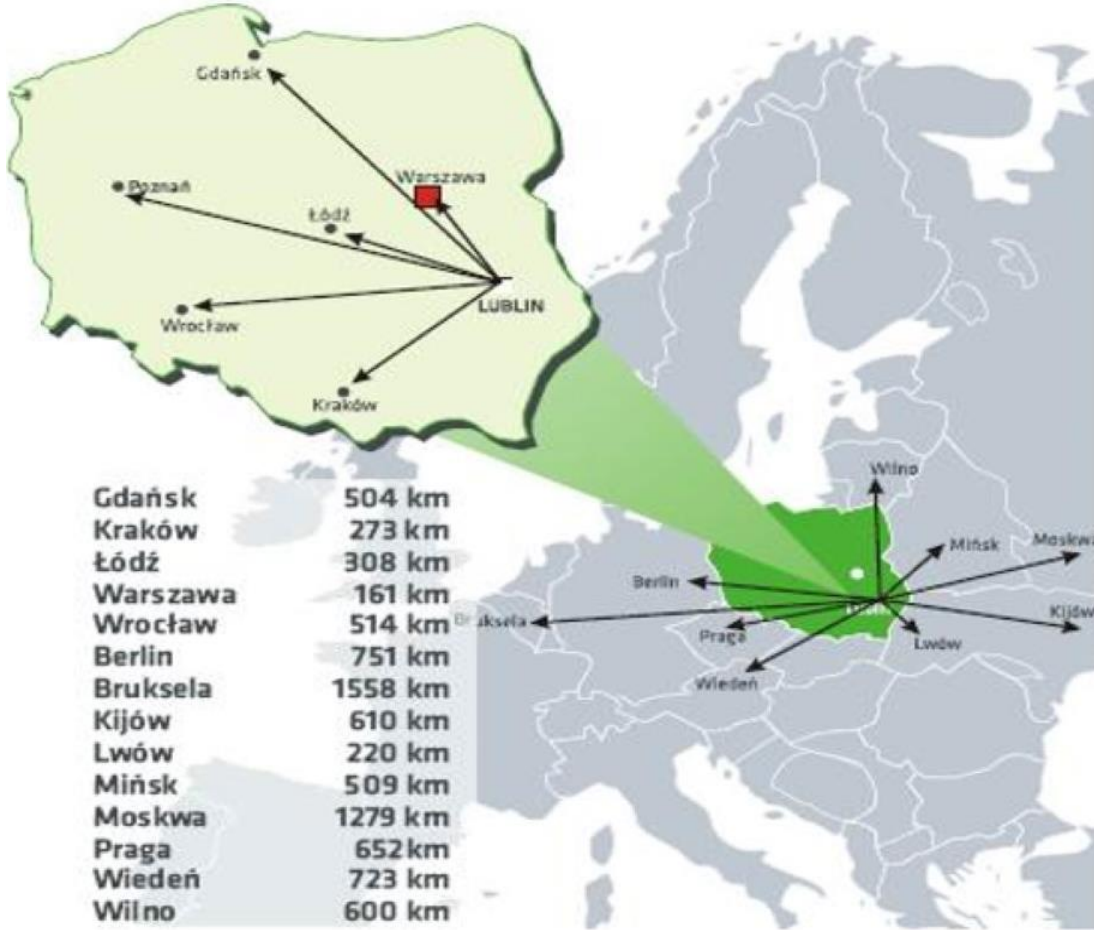 Gdańsk
Poznań
Warszawa
Łódź
LUBLIN
Wrocław
Kraków
Wilno
Mińsk
Moskwa
Berlin
Bruksela
Kijów
Praga
Lwów
Wiedeń
Gdańsk 504 km
Kraków 273 km
Łódź 308 km
Warszawa 161 km
Wrocław 514 km
Berlin 751 km
Bruksela 1558 km
Kijów 610 km
Lwów 220 km
Mińsk 509 km
Moskwa 1279 km
Praga 652km
Wiedeń 723 km
Wilno 600 km